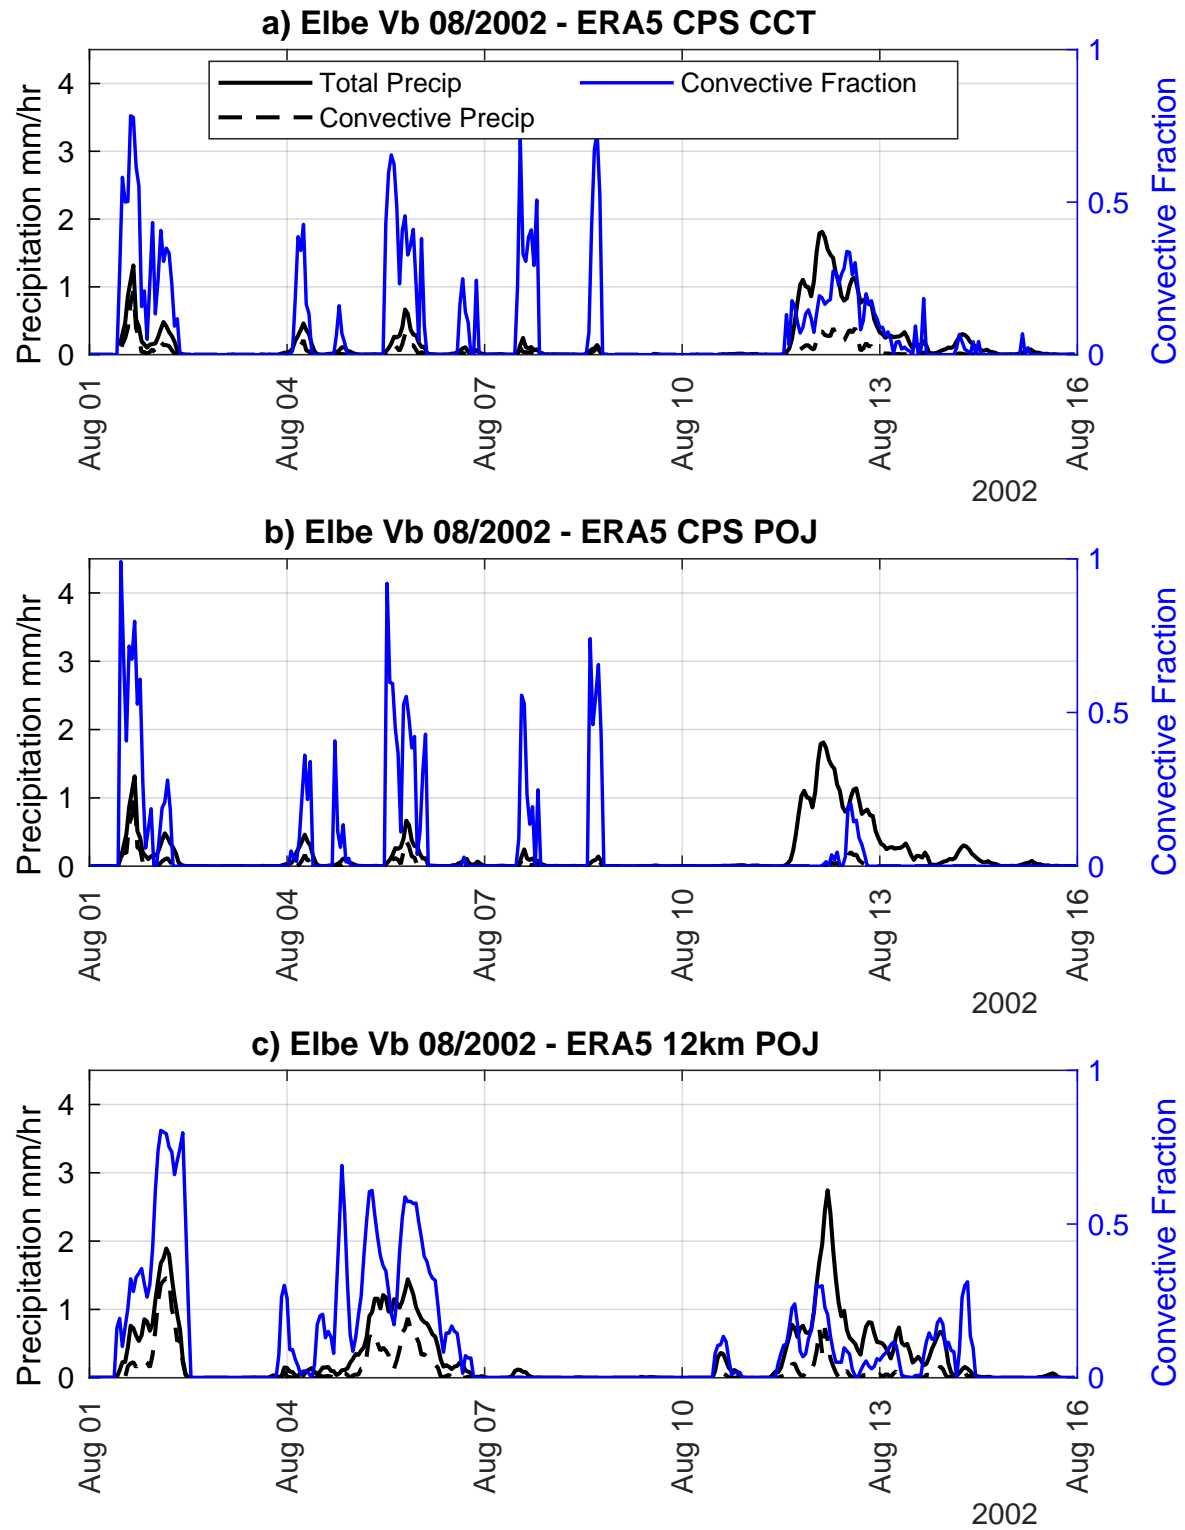 a) Elbe Vb 08/2002 - ERA5 CPS CCT
Total Precip
Convective Fraction
Convective Precip
Precipitation mm/hr
4
3
2
1
0
1
0.5
0
Convective Fraction
Aug 01
Aug 04
Aug 07
Aug 10
Aug 13
Aug 16
2002
b) Elbe Vb 08/2002 - ERA5 CPS POJ
Precipitation mm/hr
4
3
2
1
0
1
0.5
0
Convective Fraction
Aug 01
Aug 04
Aug 07
Aug 10
Aug 13
Aug 16
2002
c) Elbe Vb 08/2002 - ERA5 12km POJ
Precipitation mm/hr
4
3
2
1
0
1
0.5
0
Convective Fraction
Aug 01
Aug 04
Aug 07
Aug 10
Aug 13
Aug 16
2002